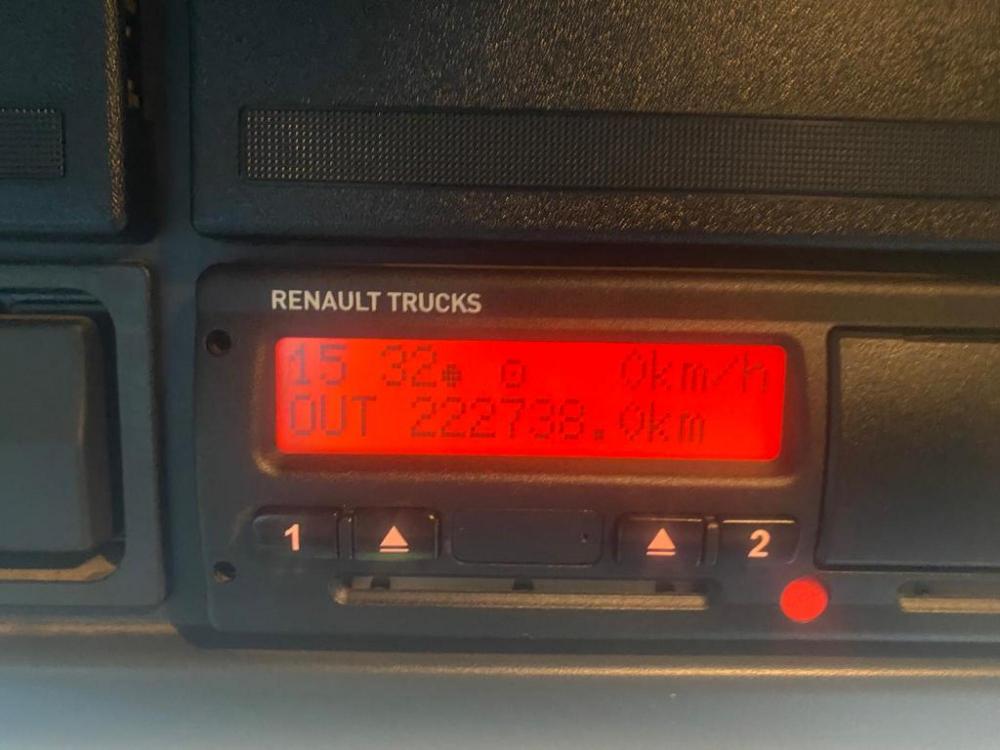 RENAULT TRUCKS
15 32 0km/h
OUT 222738.0km
1 2